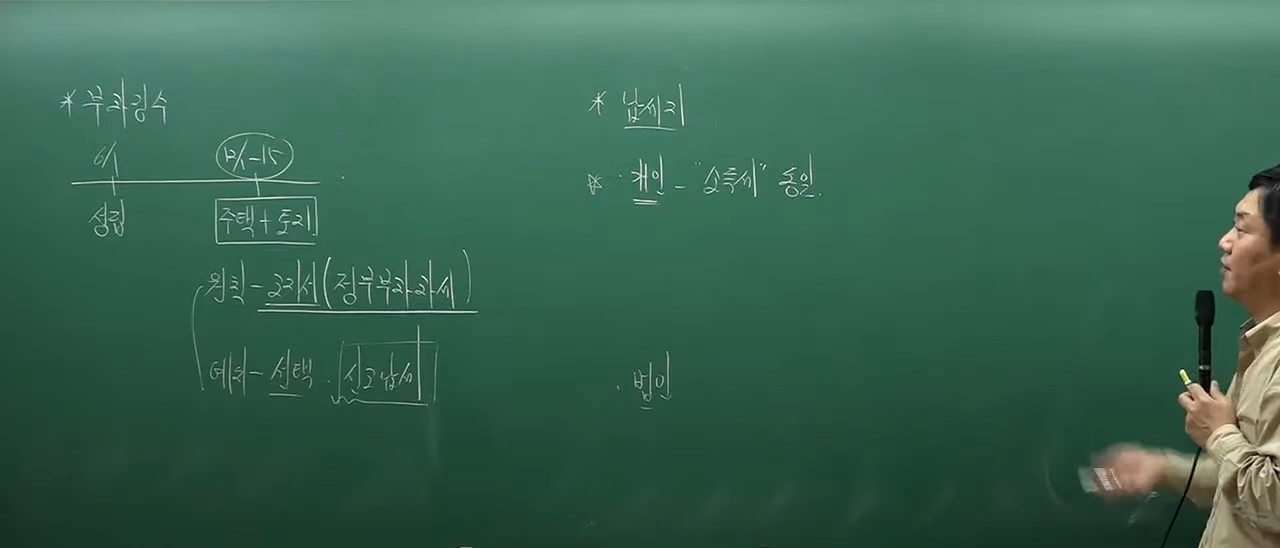 * 부과징수
6/1 12/1-15
성립 주택+토지
원칙-고지서(정부부과과세)
예외-선택. 신고납세
* 납세지
* · 개인-"소득세" 동일.
· 법인